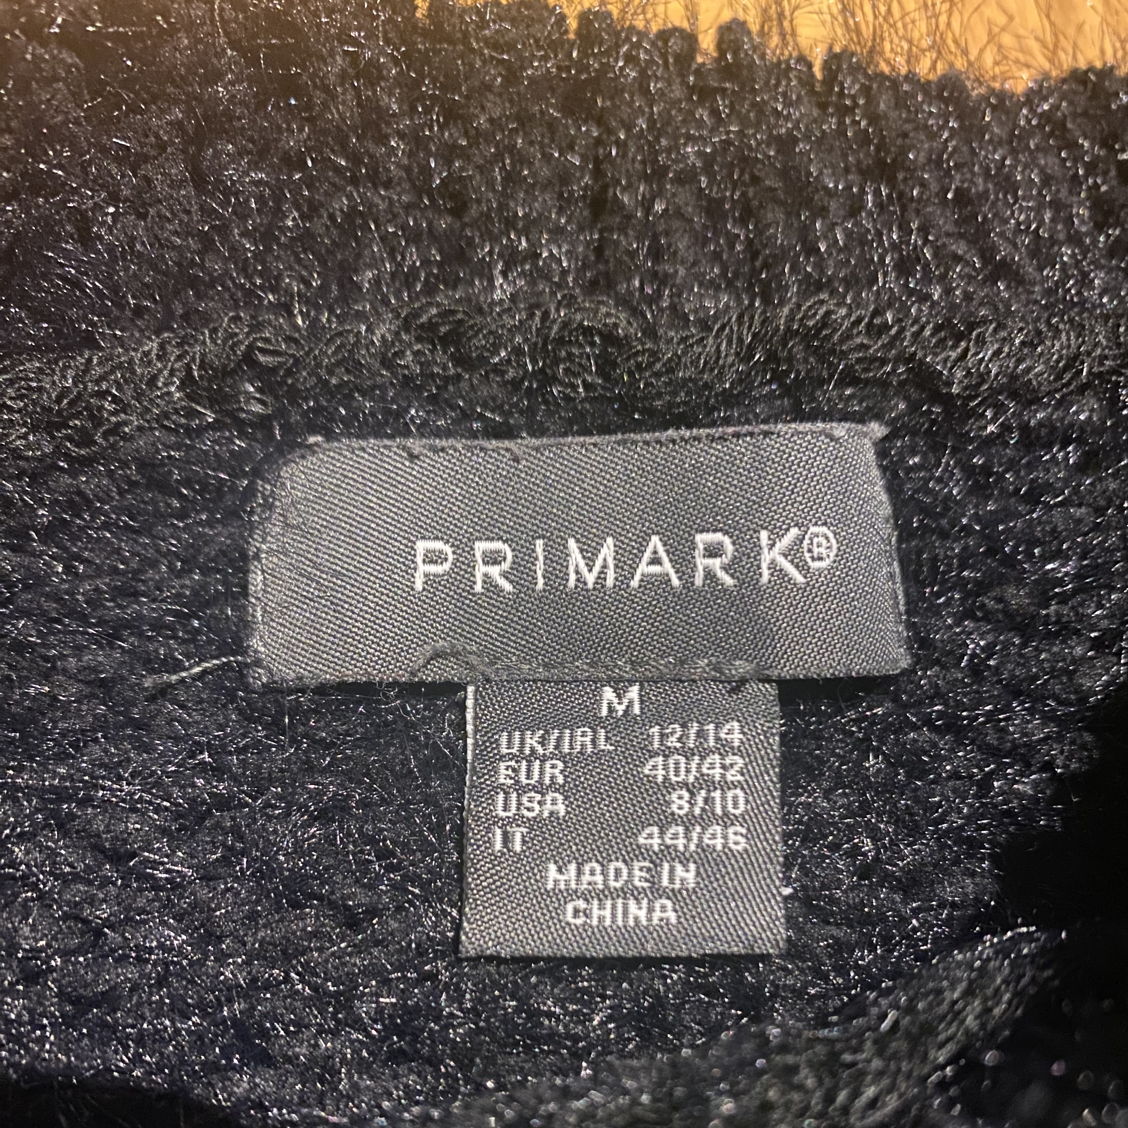 PRIMARK®
M
UK/IRL 12/14
EUR 40/42
USA 8/10
IT 44/46
MADE IN
CHINA